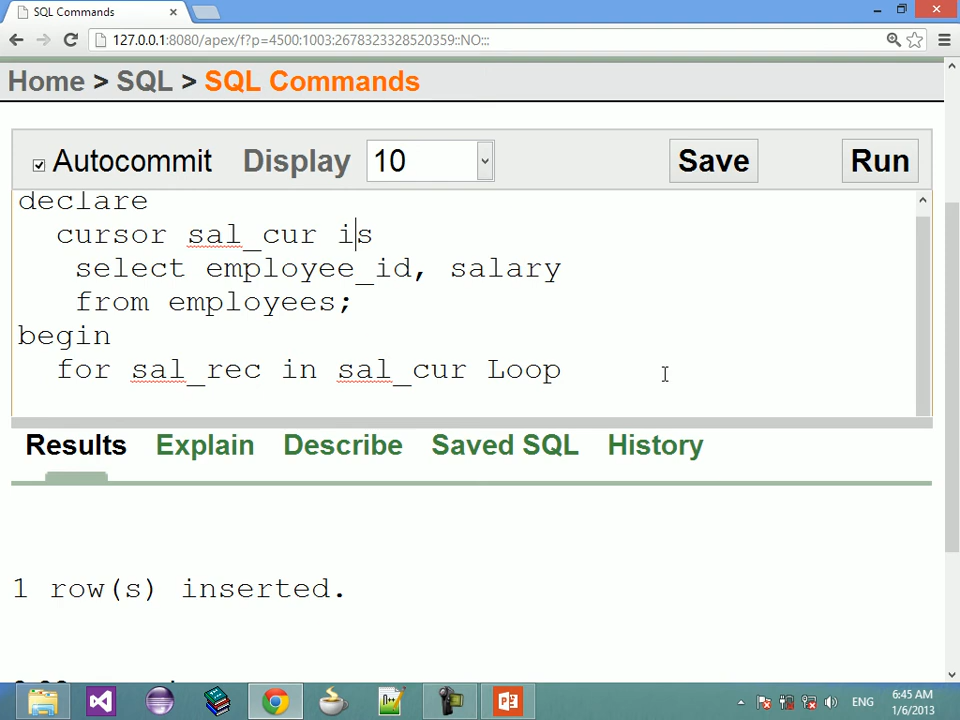 SQL Commands
127.0.0.1:8080/apex/f?p=4500:1003:2678323328520359::NO:::
Home > SQL > SQL Commands
Autocommit Display 10 Save Run
declare
cursor sal_cur is
select employee_id, salary
from employees;
begin
for sal_rec in sal_cur Loop
Results Explain Describe Saved SQL History
1 row(s) inserted.
ENG
6:45 AM
1/6/2013